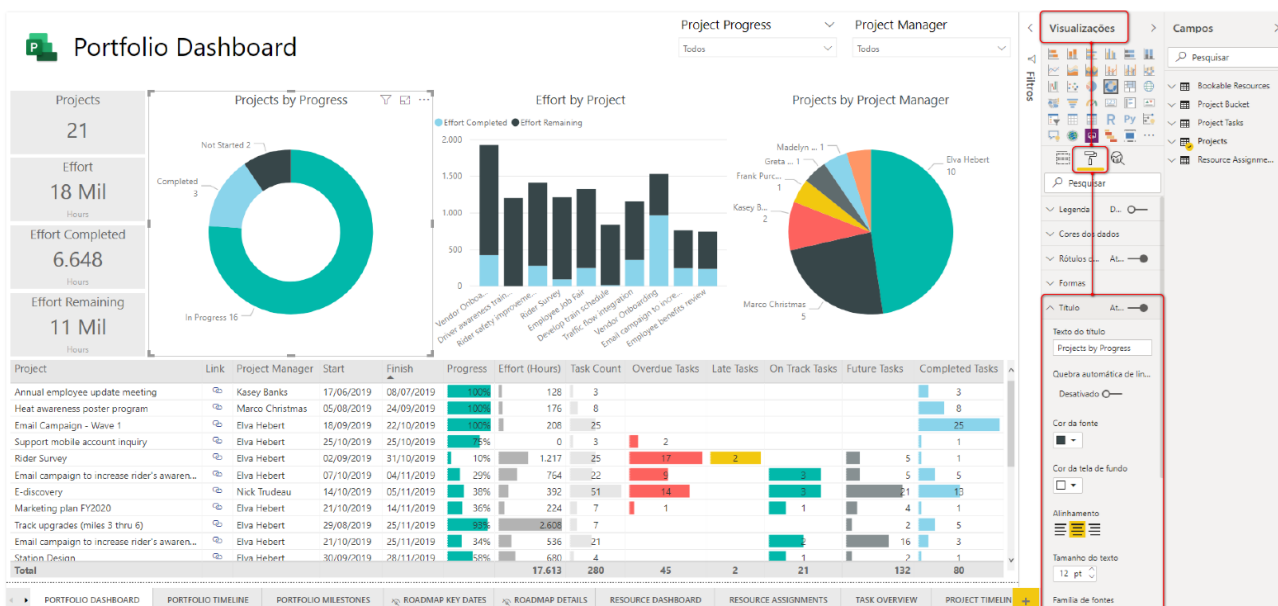 Portfolio Dashboard
Project Progress
Todos
Project Manager
Todos
Projects
21
Effort
18 Mil
Hours
Effort Completed
6.648
Hours
Effort Remaining
11 Mil
Hours
Projects by Progress
Not Started 2
Completed
3
In Progress 16
Effort by Project
Effort Completed Effort Remaining
2.000
1.500
1.000
500
0
Vendor Onboa...
Driver awareness train...
Rider safety improveme...
Rider Survey
Employee Job Fair
Develop train schedule
Traffic flow integration
Vendor Onboarding
Email campaign to incre...
Employee benefits review
Projects by Project Manager
Madelyn ... 1
Greta ... 1
Frank Purc...
1
Kasey B...
2
Marco Christmas
5
Elva Hebert
10
Project Link Project Manager Start Finish Progress Effort (Hours) Task Count Overdue Tasks Late Tasks On Track Tasks Future Tasks Completed Tasks
Annual employee update meeting Kasey Banks 17/06/2019 08/07/2019 100% 128 3 3
Heat awareness poster program Marco Christmas 05/08/2019 24/09/2019 100% 176 8 8
Email Campaign - Wave 1 Elva Hebert 18/09/2019 22/10/2019 100% 208 25 25
Support mobile account inquiry Elva Hebert 25/10/2019 25/10/2019 75% 0 3 2 1
Rider Survey Elva Hebert 02/09/2019 31/10/2019 10% 1.217 25 17 2 5 1
Email campaign to increase rider's awaren... Elva Hebert 07/10/2019 04/11/2019 29% 764 22 9 3 5 5
E-discovery Nick Trudeau 14/10/2019 05/11/2019 38% 392 51 14 3 21 13
Marketing plan FY2020 Elva Hebert 21/10/2019 14/11/2019 36% 224 7 1 1 4 1
Track upgrades (miles 3 thru 6) Elva Hebert 29/08/2019 25/11/2019 93% 2.608 7 2 5
Email campaign to increase rider's awaren... Elva Hebert 21/10/2019 25/11/2019 34% 536 21 2 16 3
Station Design Elva Hebert 30/09/2019 28/11/2019 58% 680 4 1 2 1
Total 17.613 280 45 2 21 132 80
PORTFOLIO DASHBOARD PORTFOLIO TIMELINE PORTFOLIO MILESTONES ROADMAP KEY DATES ROADMAP DETAILS RESOURCE DASHBOARD RESOURCE ASSIGNMENTS TASK OVERVIEW PROJECT TIMELIN
Filtros
Visualizações
R Py
Pesquisar
Legenda D...
Cores dos dados
Rótulos d... At...
Formas
Título At...
Texto do título
Projects by Progress
Quebra automática de lin...
Desativado
Cor da fonte
Cor da tela de fundo
Alinhamento
Tamanho do texto
12 pt
Família de fontes
Campos
Pesquisar
Bookable Resources
Project Bucket
Project Tasks
Projects
Resource Assignme...